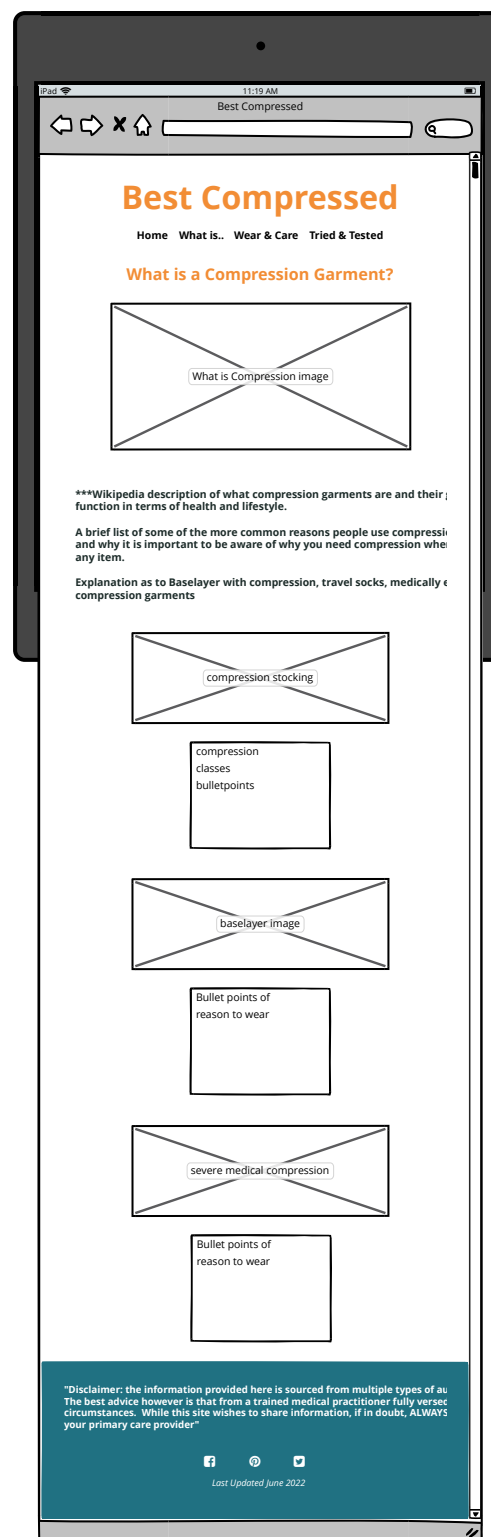 iPad 11:19 AM
Best Compressed
Best Compressed
Home What is.. Wear & Care Tried & Tested
What is a Compression Garment?
What is Compression image
***Wikipedia description of what compression garments are and their
function in terms of health and lifestyle.
A brief list of some of the more common reasons people use
and why it is important to be aware of why you need compression
any item.
Explanation as to Baselayer with compression, travel socks, medically
compression garments
compression stocking
compression
classes
bulletpoints
baselayer image
Bullet points of
reason to wear
severe medical compression
Bullet points of
reason to wear
"Disclaimer: the information provided here is sourced from multiple types of
The best advice however is that from a trained medical practitioner fully
circumstances. While this site wishes to share information, if in doubt, ALWAYS
your primary care provider"
Last Updated June 2022